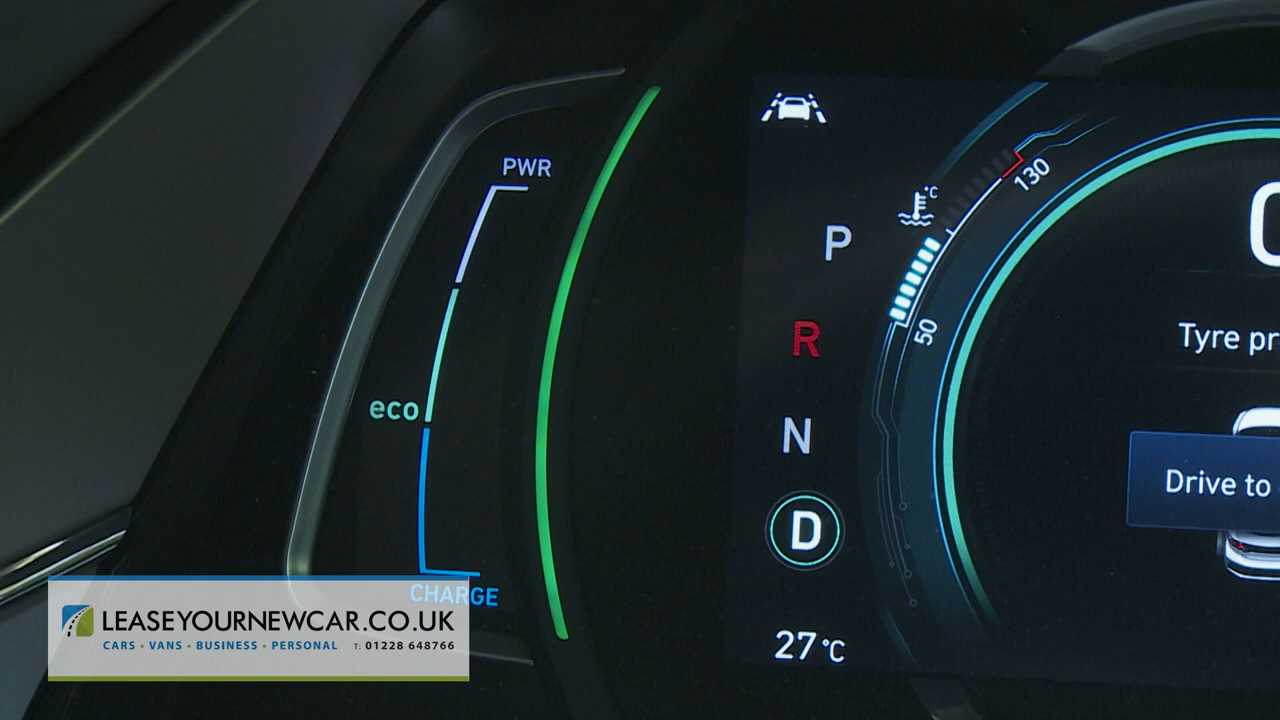 PWR
eco
CHARGE
P
R
N
D
27°C
°C
130
50
Tyre pr
Drive to
LEASEYOURNEWCAR.CO.UK
CARS • VANS • BUSINESS • PERSONAL T: 01228 648766